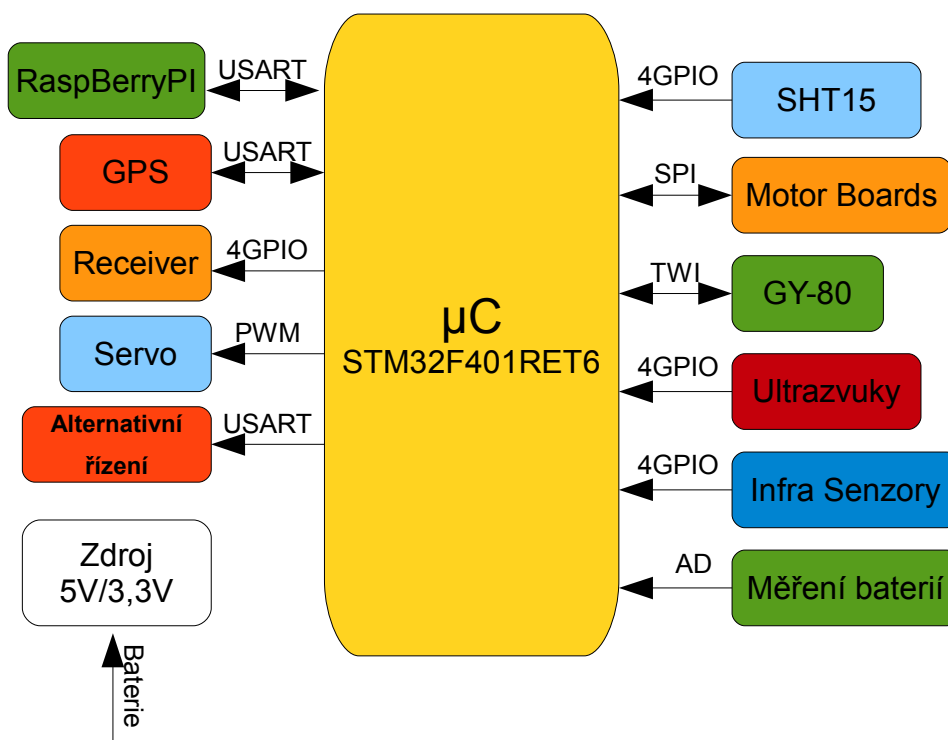 RaspBerryPI
USART
GPS
USART
Receiver
4GPIO
Servo
PWM
Alternativní
řízení
USART
Zdroj
5V/3,3V
Baterie
µC
STM32F401RET6
4GPIO
SHT15
SPI
Motor Boards
TWI
GY-80
4GPIO
Ultrazvuky
4GPIO
Infra Senzory
AD
Měření baterií